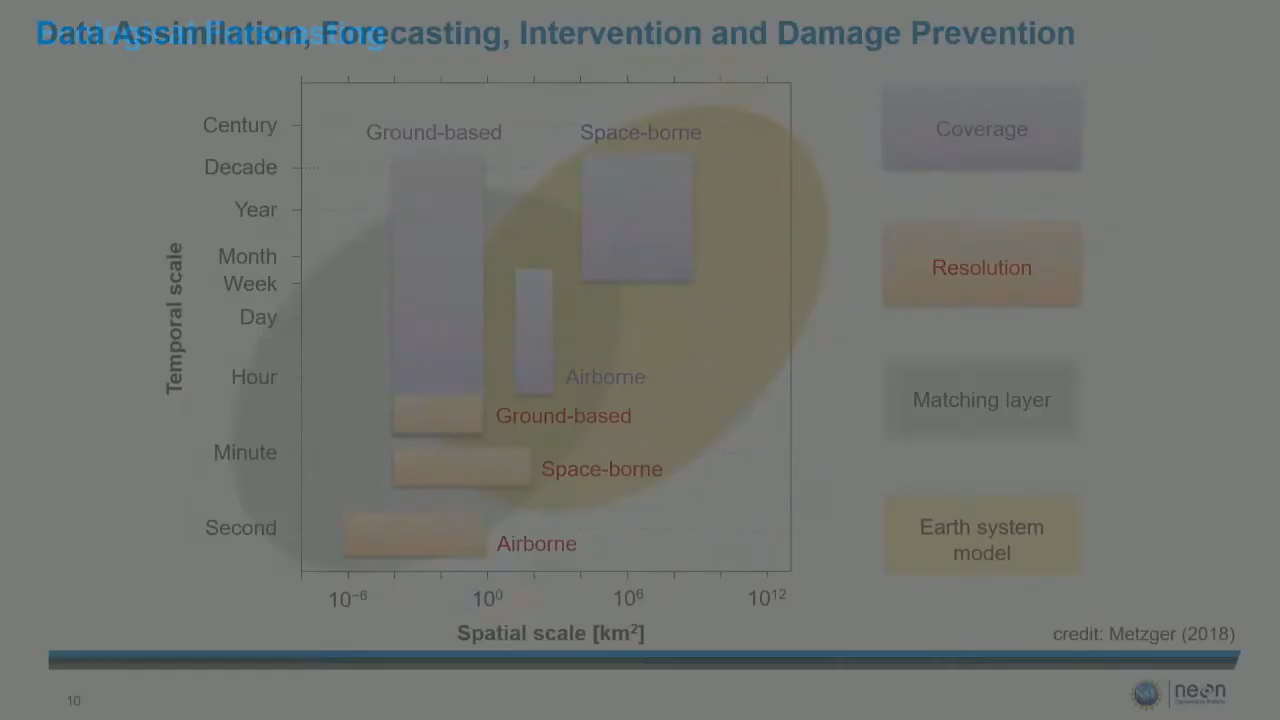 Data Assimilation, Forecasting, Intervention and Damage Prevention
Century
Decade
Year
Month
Week
Day
Hour
Minute
Second
Temporal scale
Ground-based
Space-borne
Airborne
Ground-based
Space-borne
Airborne
10⁻⁶
10⁰
10⁶
10¹²
Spatial scale [km²]
Coverage
Resolution
Matching layer
Earth system
model
credit: Metzger (2018)
10
neon